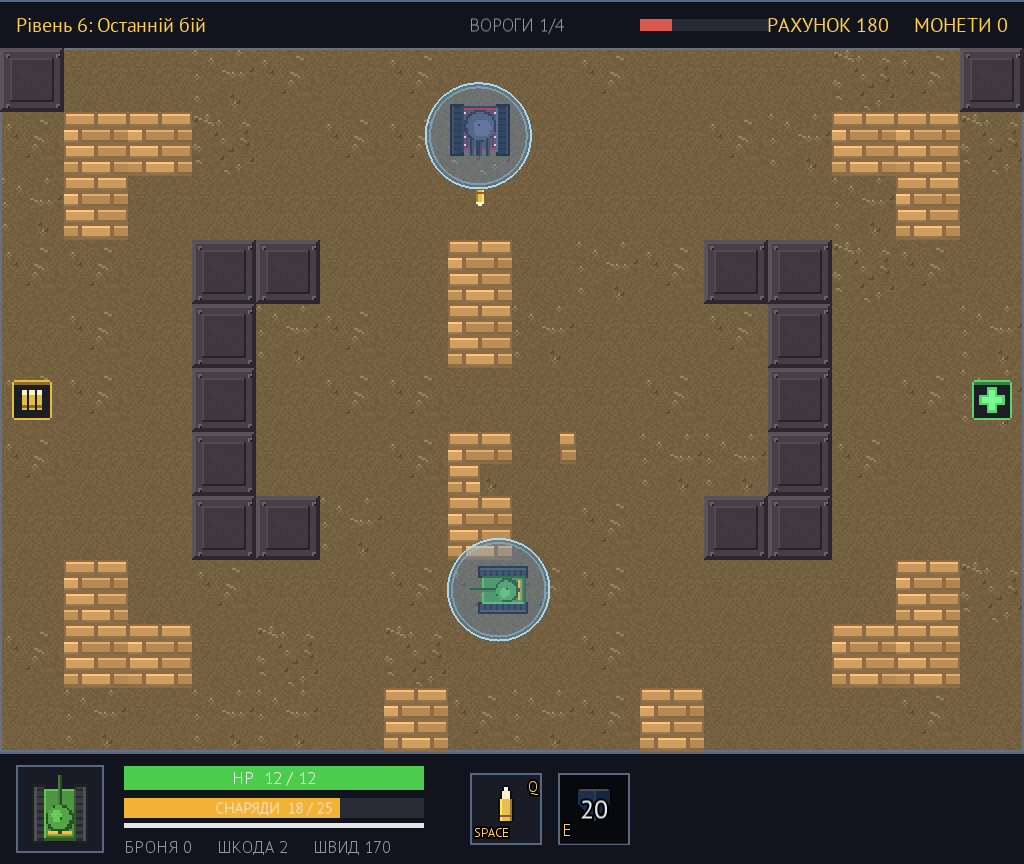 Рівень 6: Останній бій ВОРОГИ 1/4 РАХУНОК 180 МОНЕТИ 0
HP 12 / 12
СНАРЯДИ 18 / 25
БРОНЯ 0 ШКОДА 2 ШВИД 170
Q
SPACE
20
E